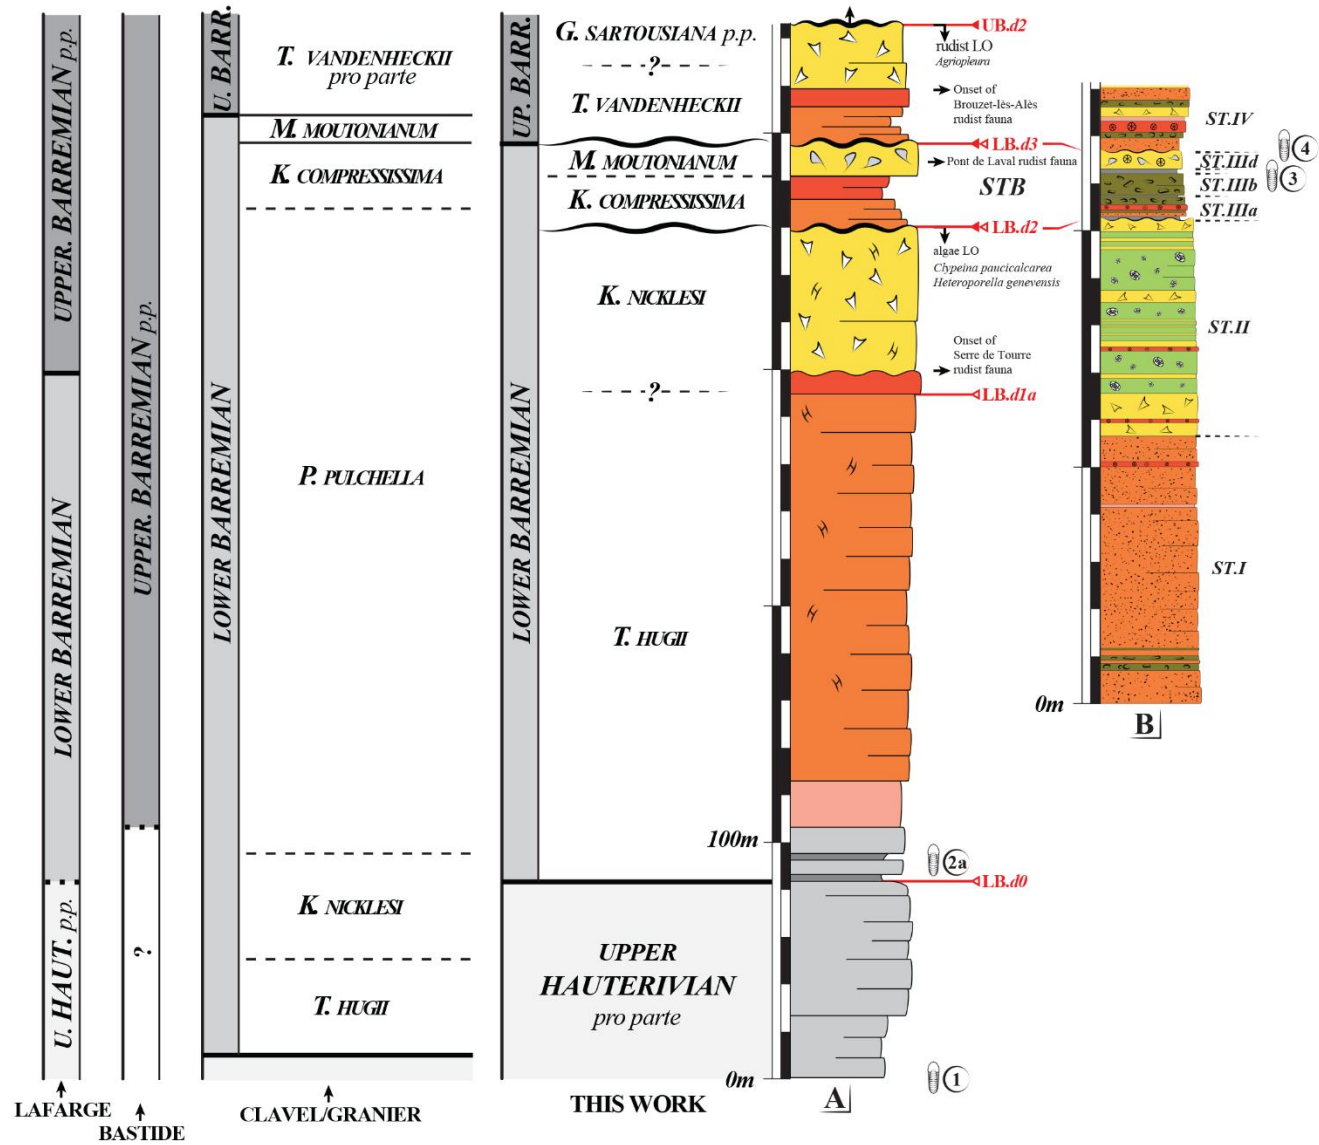 UPPER. BARREMIAN p.p.
LOWER BARREMIAN
U. HAUT. p.p.
LAFARGE
UPPER. BARREMIAN p.p.
?
BASTIDE
U. BARR.
LOWER BARREMIAN
T. VANDENHECKII
pro parte
M. MOUTONIANUM
K. COMPRESSISSIMA
P. PULCHELLA
K. NICKLESI
T. HUGII
CLAVEL/GRANIER
UP. BARR.
LOWER BARREMIAN
G. SARTOUSIANA p.p.
?
T. VANDENHECKII
M. MOUTONIANUM
K. COMPRESSISSIMA
K. NICKLESI
?
T. HUGII
UPPER
HAUTERIVIAN
pro parte
THIS WORK
100m
0m
A
UB.d2
rudist LO
Agriopleura
Onset of
Brouzet-lès-Alès
rudist fauna
LB.d3
Pont de Laval rudist fauna
STB
LB.d2
algae LO
Clypeina paucicalcarea
Heteroporella genevensis
Onset of
Serre de Tourre
rudist fauna
LB.d1a
2a
LB.d0
1
ST.IV
4
ST.IIId
3
ST.IIIb
ST.IIIa
ST.II
ST.I
0m
B